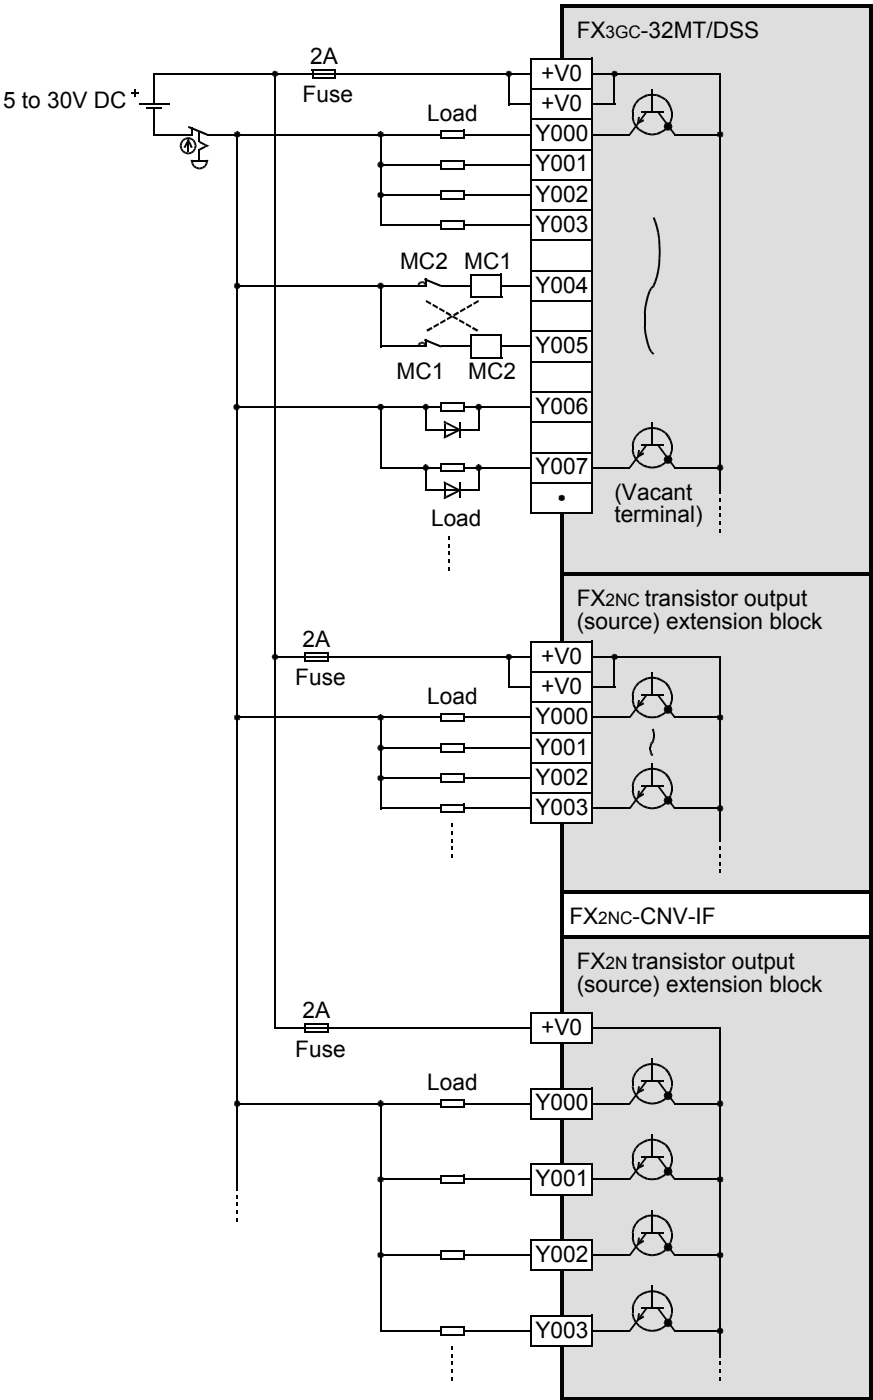 FX3GC-32MT/DSS
2A
+V0
5 to 30V DC +
Fuse
+V0
Load
Y000
Y001
Y002
Y003
MC2 MC1
Y004
Y005
MC1 MC2
Y006
Y007
(Vacant
terminal)
Load
FX2NC transistor output
(source) extension block
2A
+V0
Fuse
+V0
Load
Y000
Y001
Y002
Y003
FX2NC-CNV-IF
FX2N transistor output
(source) extension block
2A
+V0
Fuse
Load
Y000
Y001
Y002
Y003